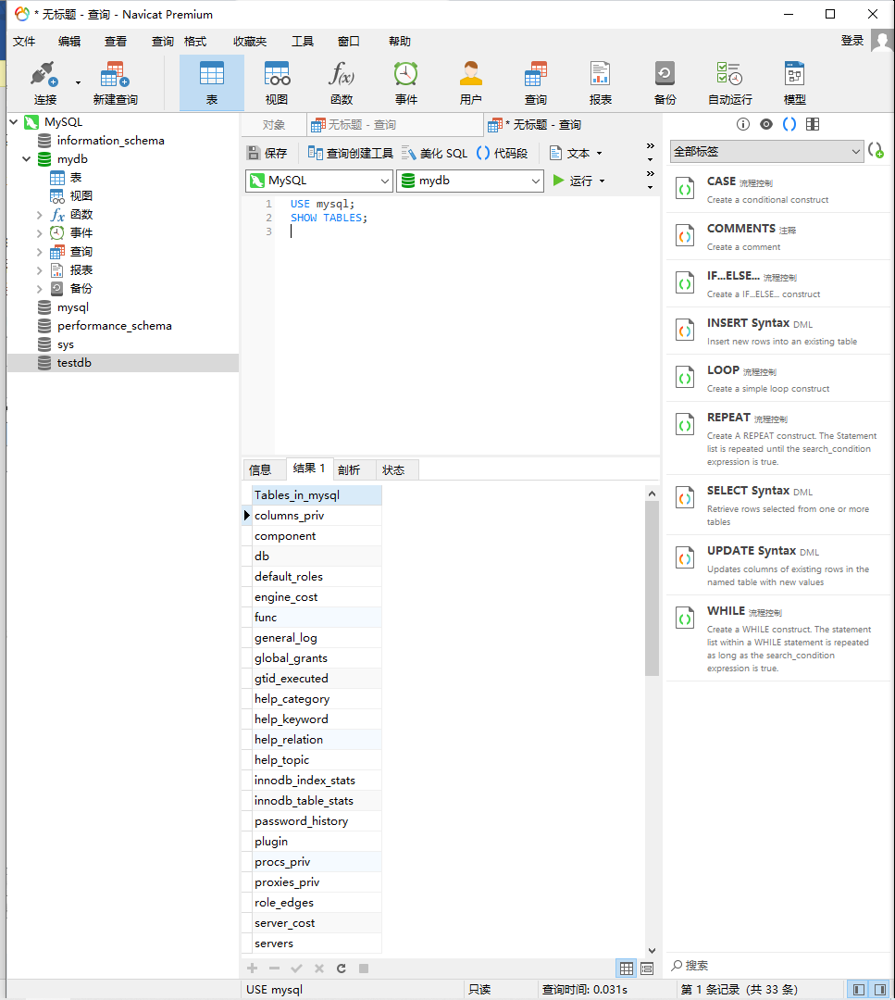 * 无标题 - 查询 - Navicat Premium
文件 编辑 查看 查询 格式 收藏夹 工具 窗口 帮助 登录
连接 新建查询 表 视图 函数 事件 用户 查询 报表 备份 自动运行 模型
MySQL
information_schema
mydb
表
视图
函数
事件
查询
报表
备份
mysql
performance_schema
sys
testdb
对象 无标题 - 查询 * 无标题 - 查询
保存 查询创建工具 美化 SQL 代码段 文本
MySQL mydb 运行
1 USE mysql;
2 SHOW TABLES;
3
信息 结果 1 剖析 状态
Tables_in_mysql
columns_priv
component
db
default_roles
engine_cost
func
general_log
global_grants
gtid_executed
help_category
help_keyword
help_relation
help_topic
innodb_index_stats
innodb_table_stats
password_history
plugin
procs_priv
proxies_priv
role_edges
server_cost
servers
全部标签
CASE 流程控制
Create a conditional construct
COMMENTS 注释
Create a comment
IF...ELSE... 流程控制
Create a IF...ELSE... construct
INSERT Syntax DML
Insert new rows into an existing table
LOOP 流程控制
Create a simple loop construct
REPEAT 流程控制
Create A REPEAT construct. The Statement
list is repeated until the search_condition
expression is true.
SELECT Syntax DML
Retrieve rows selected from one or more
tables
UPDATE Syntax DML
Updates columns of existing rows in the
named table with new values
WHILE 流程控制
Create a WHILE construct. The statement
list within a WHILE statement is repeated
as long as the search_condition
expression is true.
搜索
USE mysql 只读 查询时间: 0.031s 第 1 条记录 (共 33 条)